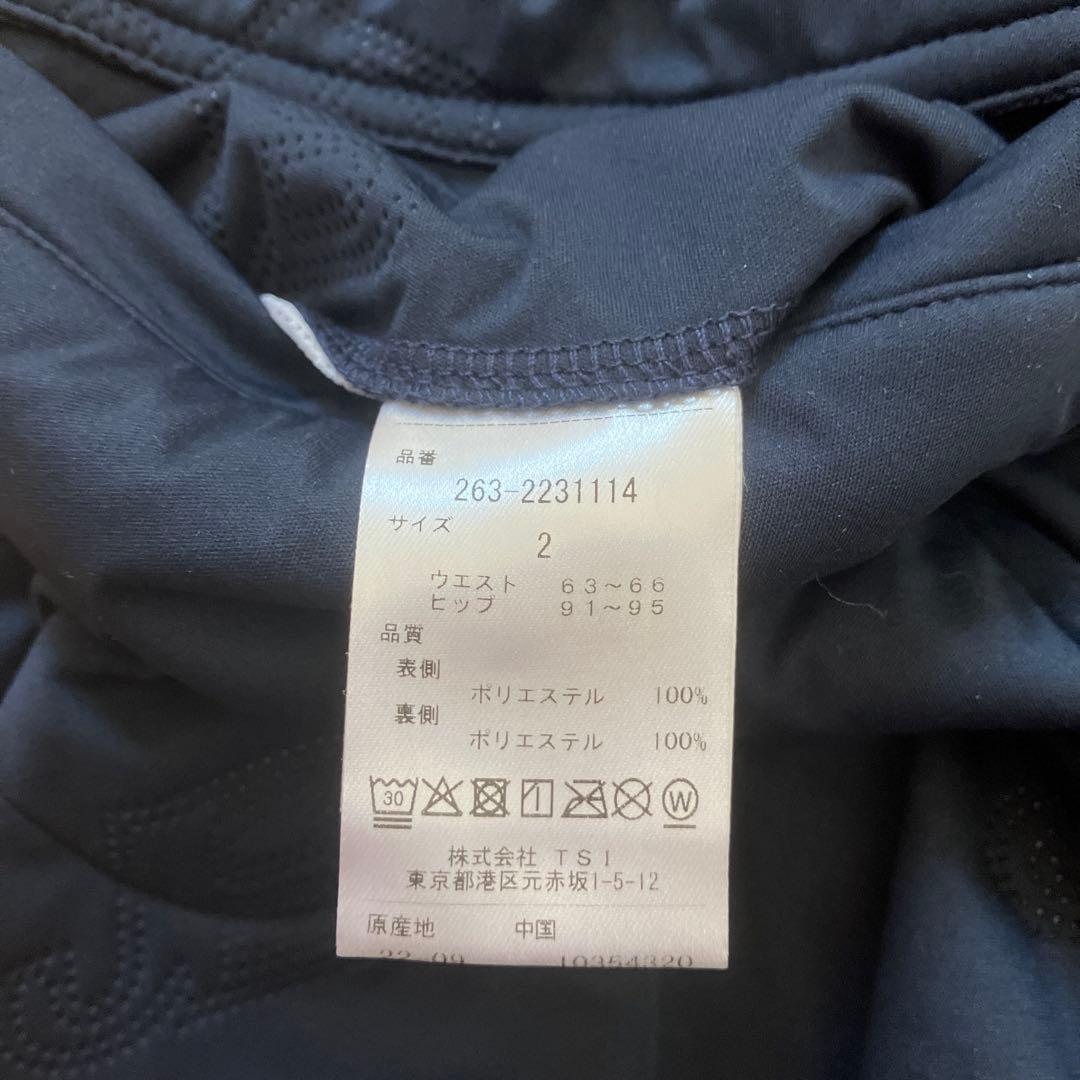 品番
263-2231114
サイズ
2
ウエスト 63～66
ヒップ 91～95
品質
表側
ポリエステル 100%
裏側
ポリエステル 100%
30 W
株式会社 TSI
東京都港区元赤坂1-5-12
原産地 中国
22-09 10354320